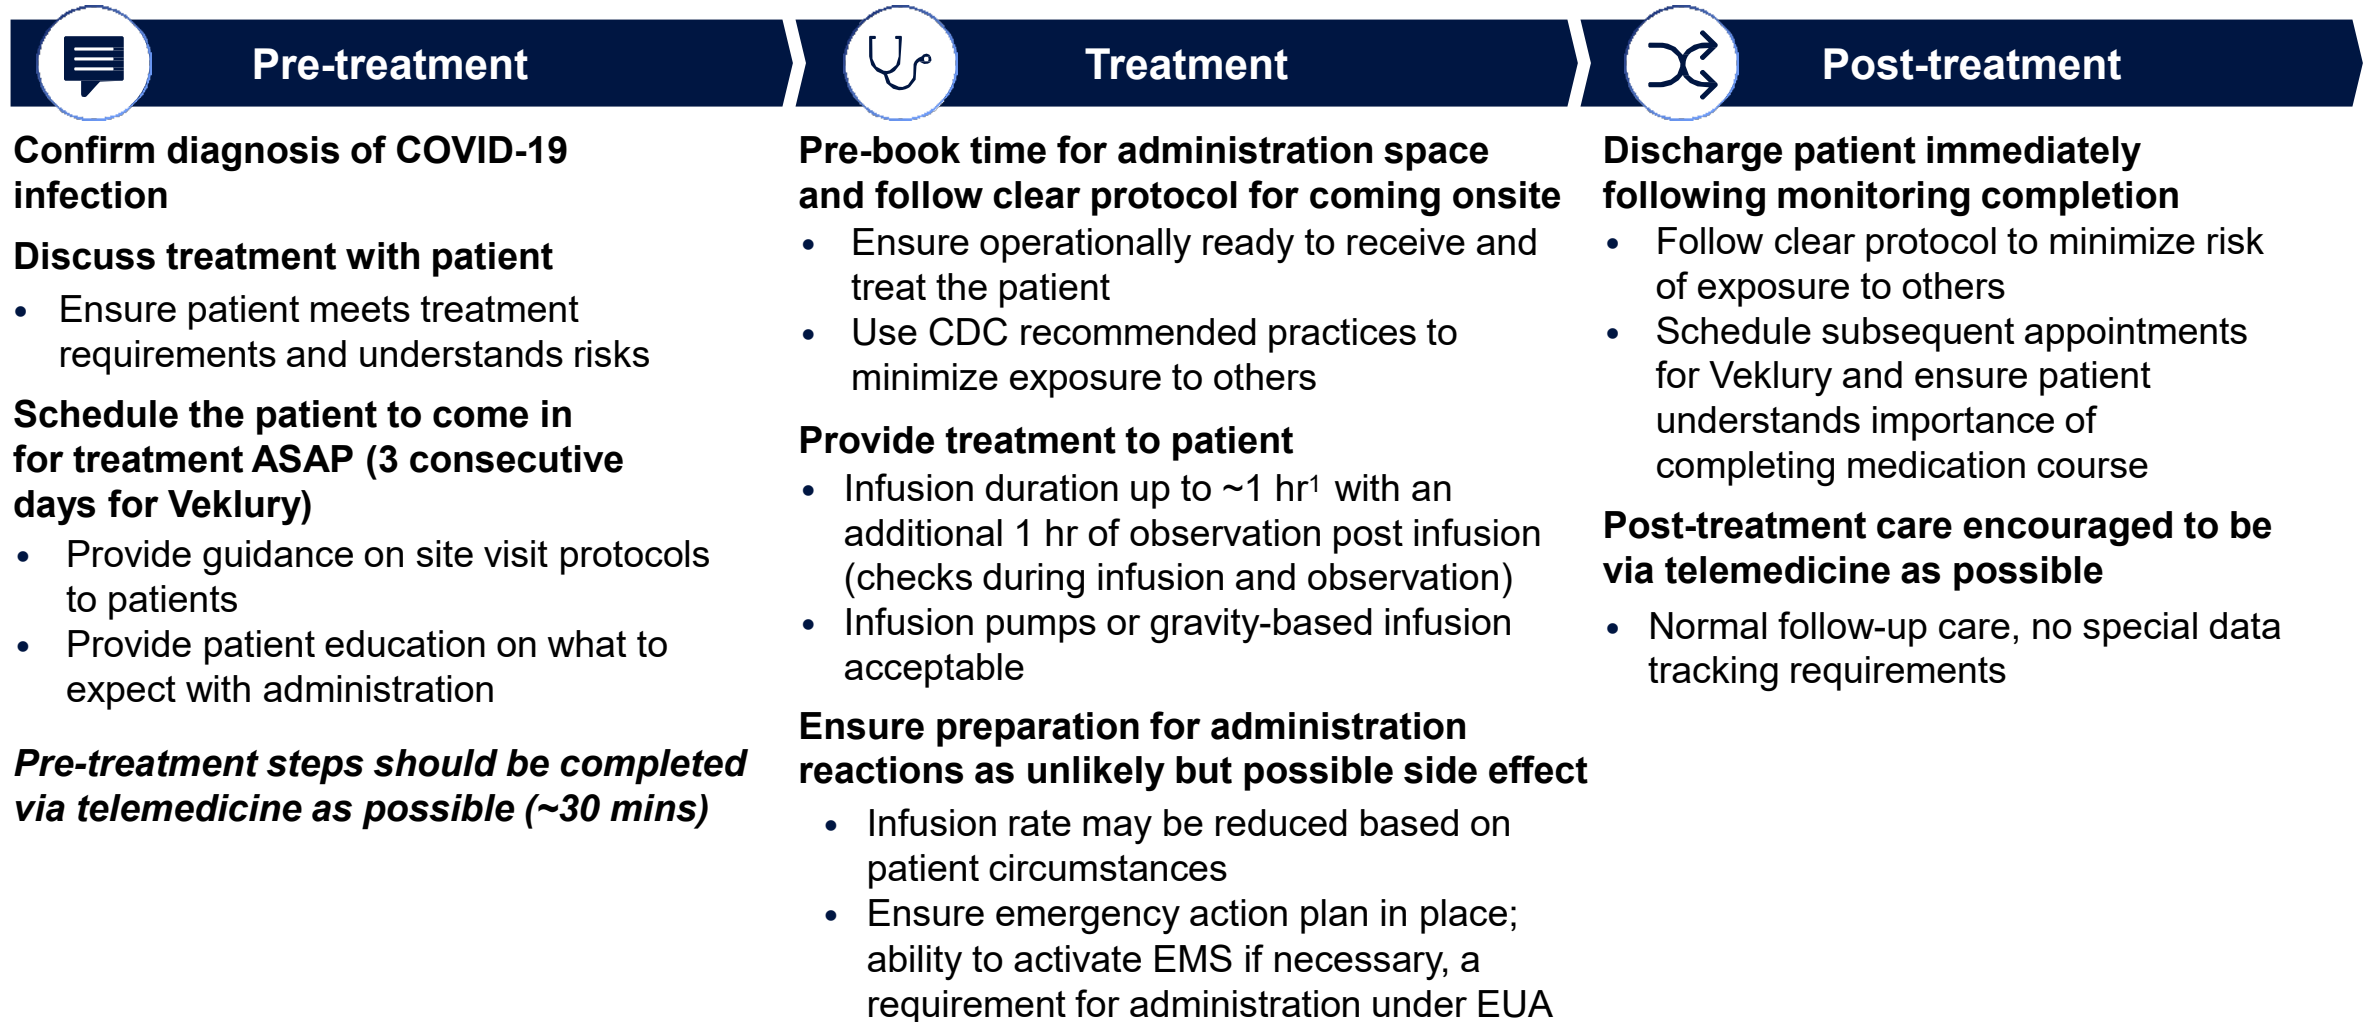 Pre-treatment
Confirm diagnosis of COVID-19
infection
Discuss treatment with patient
• Ensure patient meets treatment
requirements and understands risks
Schedule the patient to come in
for treatment ASAP (3 consecutive
days for Veklury)
• Provide guidance on site visit protocols
to patients
• Provide patient education on what to
expect with administration
Pre-treatment steps should be completed
via telemedicine as possible (~30 mins)
Treatment
Pre-book time for administration space
and follow clear protocol for coming onsite
• Ensure operationally ready to receive and
treat the patient
• Use CDC recommended practices to
minimize exposure to others
Provide treatment to patient
• Infusion duration up to ~1 hr¹ with an
additional 1 hr of observation post infusion
(checks during infusion and observation)
• Infusion pumps or gravity-based infusion
acceptable
Ensure preparation for administration
reactions as unlikely but possible side effect
• Infusion rate may be reduced based on
patient circumstances
• Ensure emergency action plan in place;
ability to activate EMS if necessary, a
requirement for administration under EUA
Post-treatment
Discharge patient immediately
following monitoring completion
• Follow clear protocol to minimize risk
of exposure to others
• Schedule subsequent appointments
for Veklury and ensure patient
understands importance of
completing medication course
Post-treatment care encouraged to be
via telemedicine as possible
• Normal follow-up care, no special data
tracking requirements